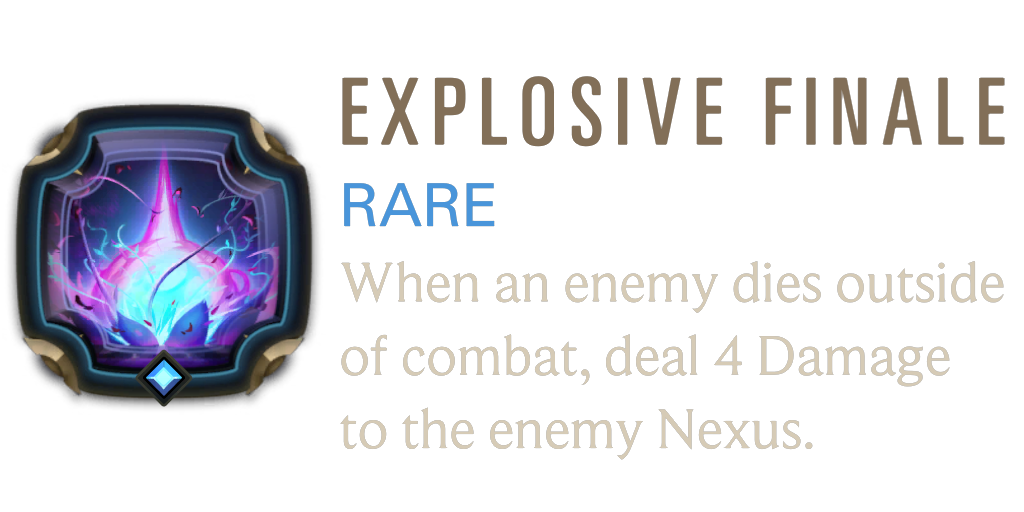 EXPLOSIVE FINALE
RARE
When an enemy dies outside
of combat, deal 4 Damage
to the enemy Nexus.